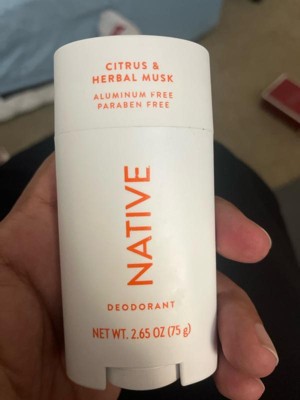 CITRUS &
HERBAL MUSK
ALUMINUM FREE
PARABEN FREE
NATIVE
DEODORANT
NET WT. 2.65 OZ (75 g)